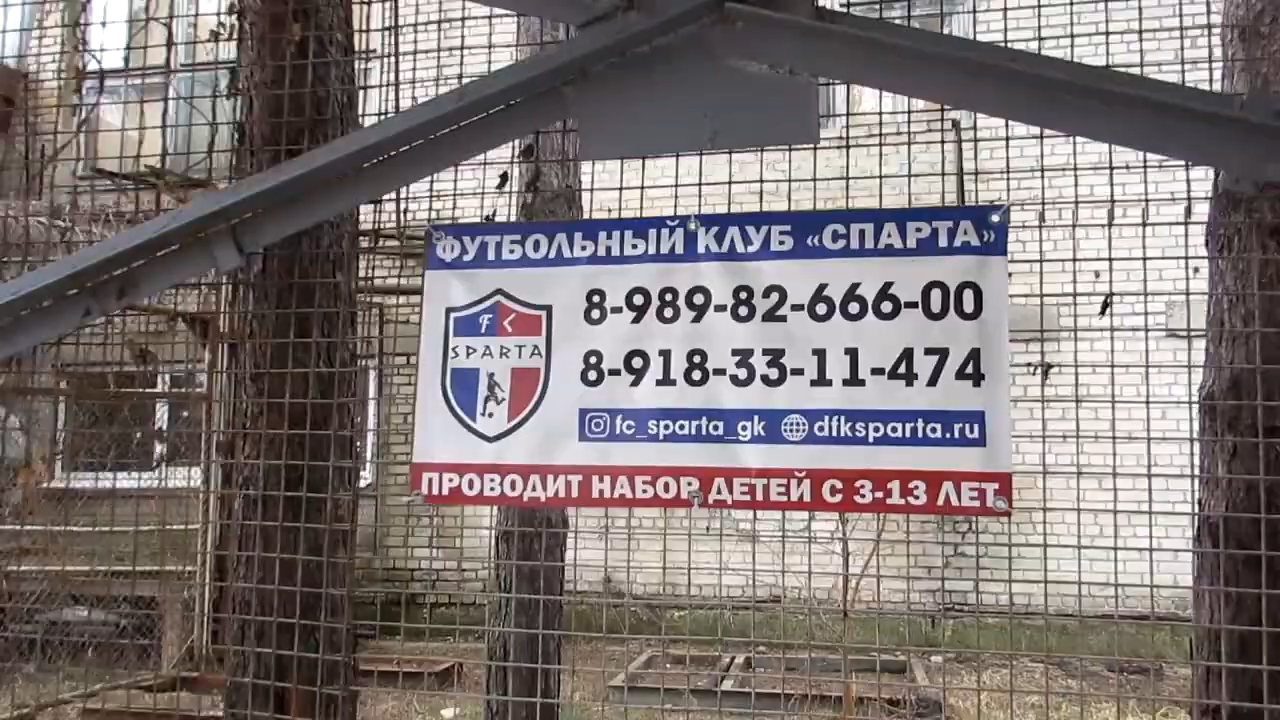 ФУТБОЛЬНЫЙ КЛУБ «СПАРТА»
8-989-82-666-00
8-918-33-11-474
F C
SPARTA
fc_sparta_gk dfksparta.ru
ПРОВОДИТ НАБОР ДЕТЕЙ С 3-13 ЛЕТ